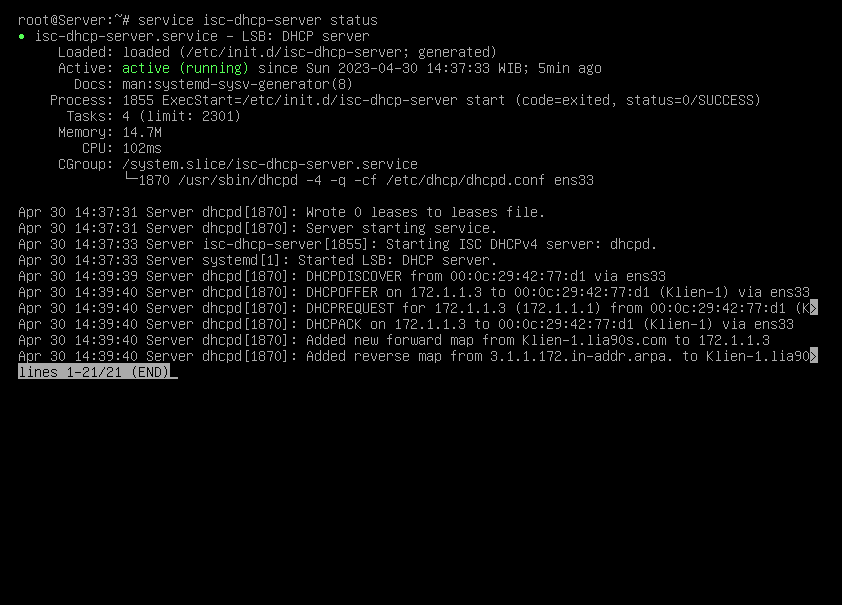 root@Server:~# service isc-dhcp-server status
● isc-dhcp-server.service - LSB: DHCP server
     Loaded: loaded (/etc/init.d/isc-dhcp-server; generated)
     Active: active (running) since Sun 2023-04-30 14:37:33 WIB; 5min ago
       Docs: man:systemd-sysv-generator(8)
    Process: 1855 ExecStart=/etc/init.d/isc-dhcp-server start (code=exited, status=0/SUCCESS)
      Tasks: 4 (limit: 2301)
     Memory: 14.7M
        CPU: 102ms
     CGroup: /system.slice/isc-dhcp-server.service
             └─1870 /usr/sbin/dhcpd -4 -q -cf /etc/dhcp/dhcpd.conf ens33

Apr 30 14:37:31 Server dhcpd[1870]: Wrote 0 leases to leases file.
Apr 30 14:37:31 Server dhcpd[1870]: Server starting service.
Apr 30 14:37:33 Server isc-dhcp-server[1855]: Starting ISC DHCPv4 server: dhcpd.
Apr 30 14:37:33 Server systemd[1]: Started LSB: DHCP server.
Apr 30 14:39:39 Server dhcpd[1870]: DHCPDISCOVER from 00:0c:29:42:77:d1 via ens33
Apr 30 14:39:40 Server dhcpd[1870]: DHCPOFFER on 172.1.1.3 to 00:0c:29:42:77:d1 (Klien-1) via ens33
Apr 30 14:39:40 Server dhcpd[1870]: DHCPREQUEST for 172.1.1.3 (172.1.1.1) from 00:0c:29:42:77:d1 (K>
Apr 30 14:39:40 Server dhcpd[1870]: DHCPACK on 172.1.1.3 to 00:0c:29:42:77:d1 (Klien-1) via ens33
Apr 30 14:39:40 Server dhcpd[1870]: Added new forward map from Klien-1.lia90s.com to 172.1.1.3
Apr 30 14:39:40 Server dhcpd[1870]: Added reverse map from 3.1.1.172.in-addr.arpa. to Klien-1.lia90>
lines 1-21/21 (END)